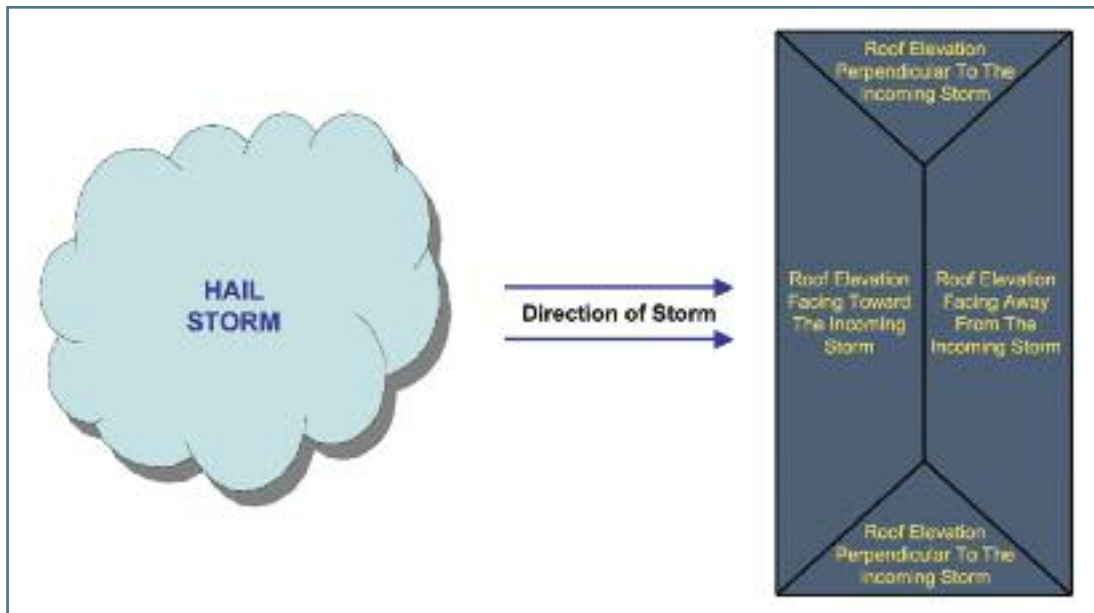 HAIL
STORM
Direction of Storm
Roof Elevation
Perpendicular To The
Incoming Storm
Roof Elevation
Facing Toward
The Incoming
Storm
Roof Elevation
Facing Away
From The
Incoming Storm
Roof Elevation
Perpendicular To The
Incoming Storm